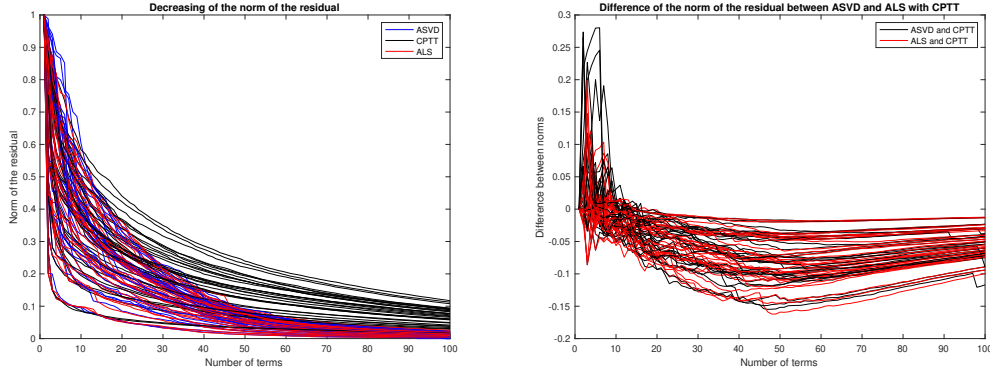 Decreasing of the norm of the residual
1
0.9
0.8
0.7
0.6
0.5
0.4
0.3
0.2
0.1
0
Norm of the residual
ASVD
CPTT
ALS
0 10 20 30 40 50 60 70 80 90 100
Number of terms
Difference of the norm of the residual between ASVD and ALS with CPTT
0.3
0.25
0.2
0.15
0.1
0.05
0
-0.05
-0.1
-0.15
-0.2
Difference between norms
ASVD and CPTT
ALS and CPTT
0 10 20 30 40 50 60 70 80 90 100
Number of terms